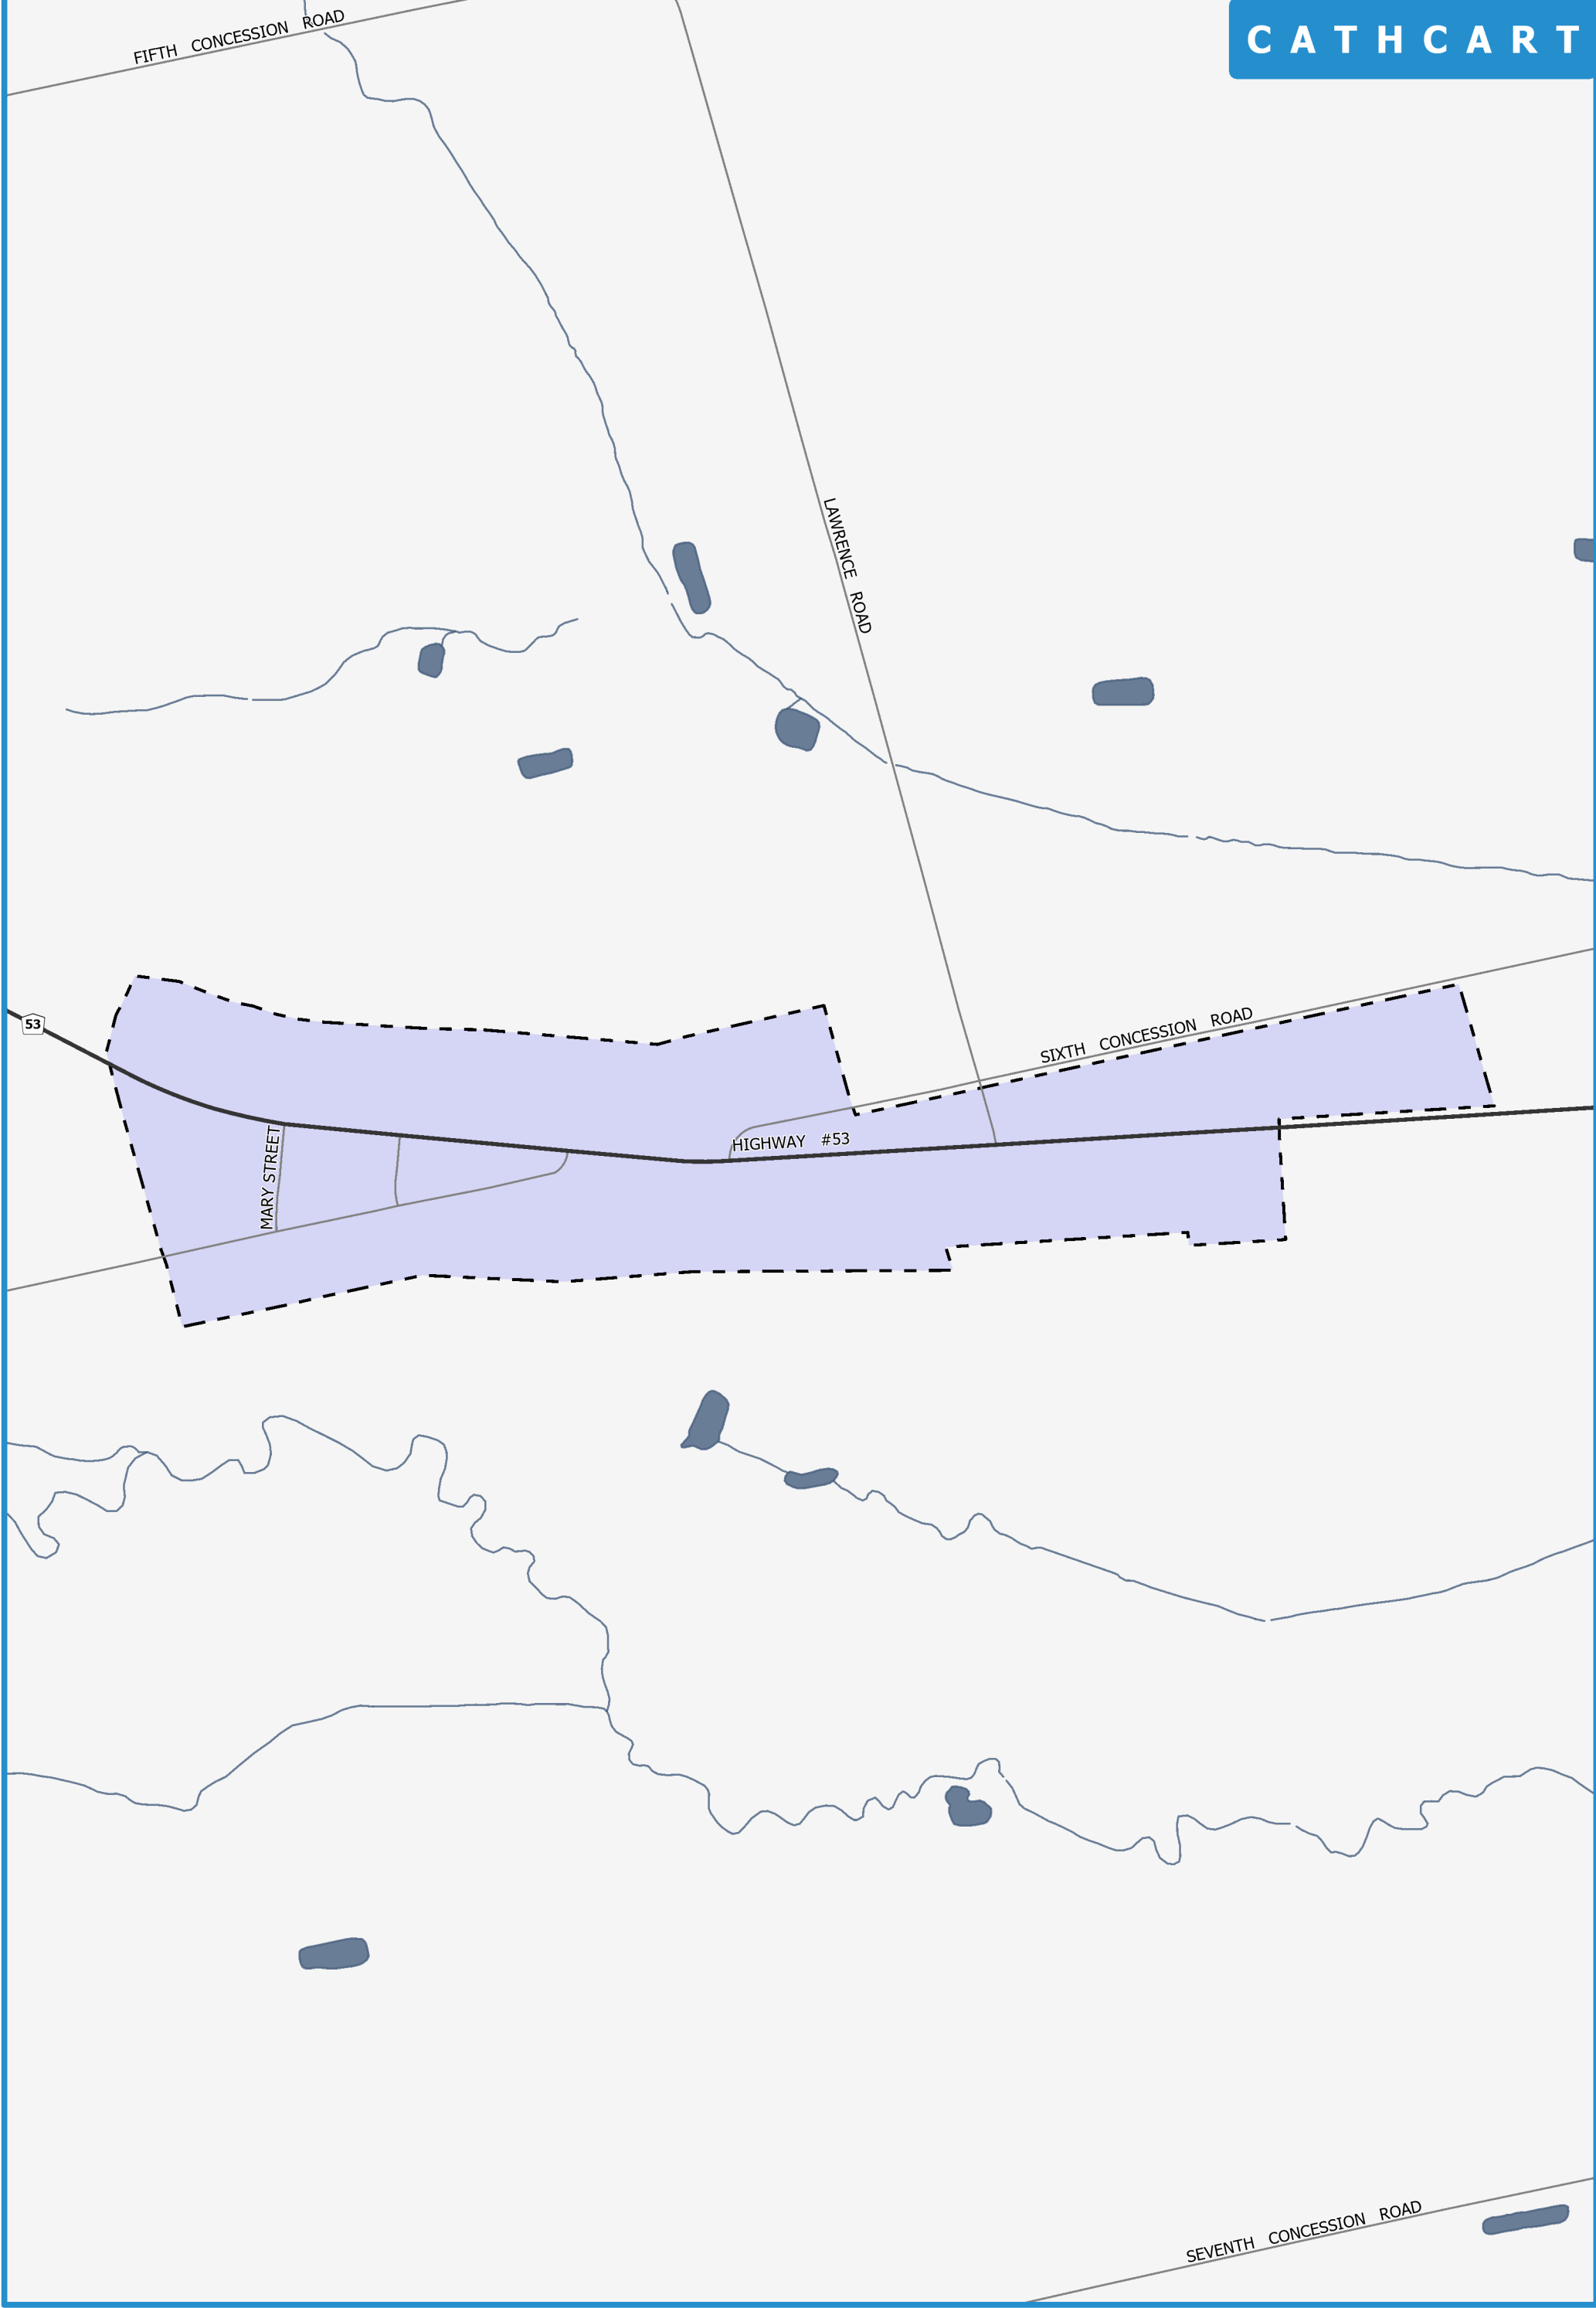 FIFTH CONCESSION ROAD
CATHCART
LAWRENCE ROAD
53
SIXTH CONCESSION ROAD
HIGHWAY #53
MARY STREET
SEVENTH CONCESSION ROAD